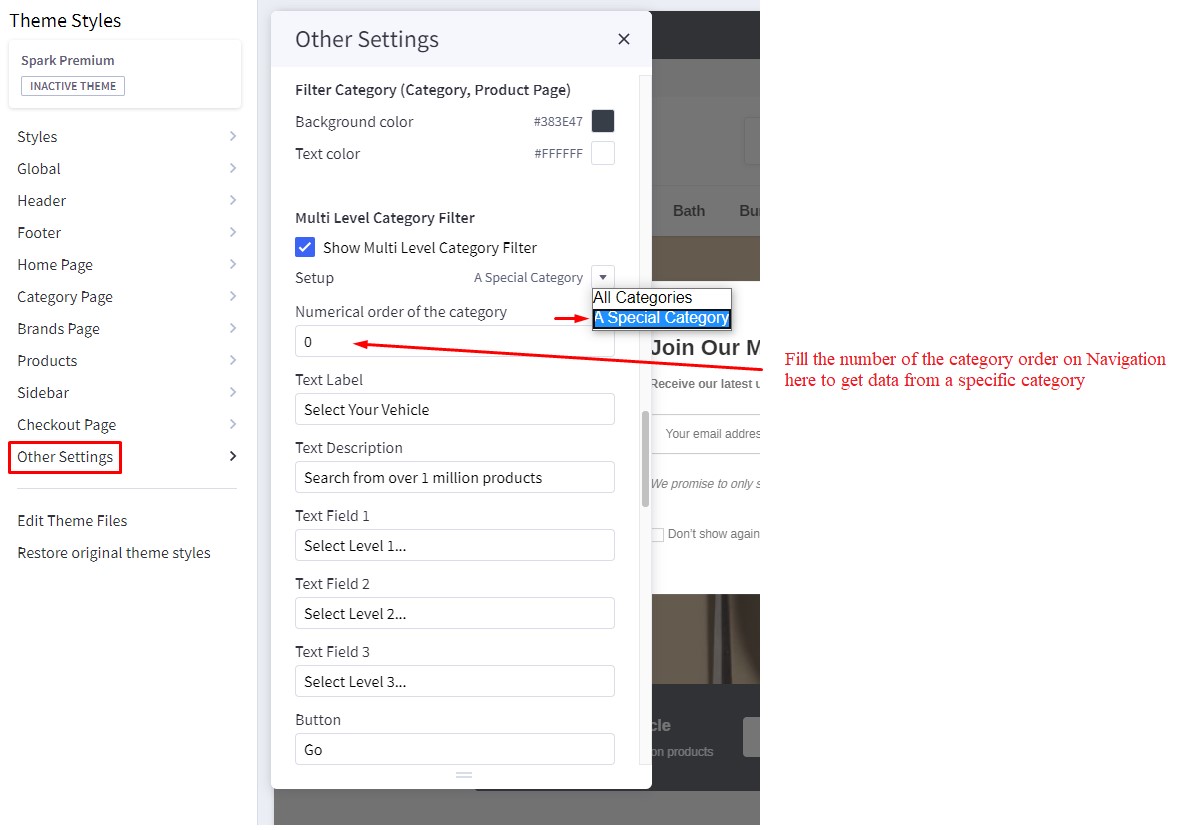 Theme Styles
Spark Premium
INACTIVE THEME
Styles
Global
Header
Footer
Home Page
Category Page
Brands Page
Products
Sidebar
Checkout Page
Other Settings
Edit Theme Files
Restore original theme styles
Other Settings
Filter Category (Category, Product Page)
Background color #383E47
Text color #FFFFFF
Multi Level Category Filter
Show Multi Level Category Filter
Setup A Special Category
All Categories
A Special Category
Numerical order of the category
0
Text Label
Select Your Vehicle
Text Description
Search from over 1 million products
Text Field 1
Select Level 1...
Text Field 2
Select Level 2...
Text Field 3
Select Level 3...
Button
Go
Bath
Join Our
Receive our latest
Your email
We promise to only
Don't show again
products
Fill the number of the category order on Navigation
here to get data from a specific category